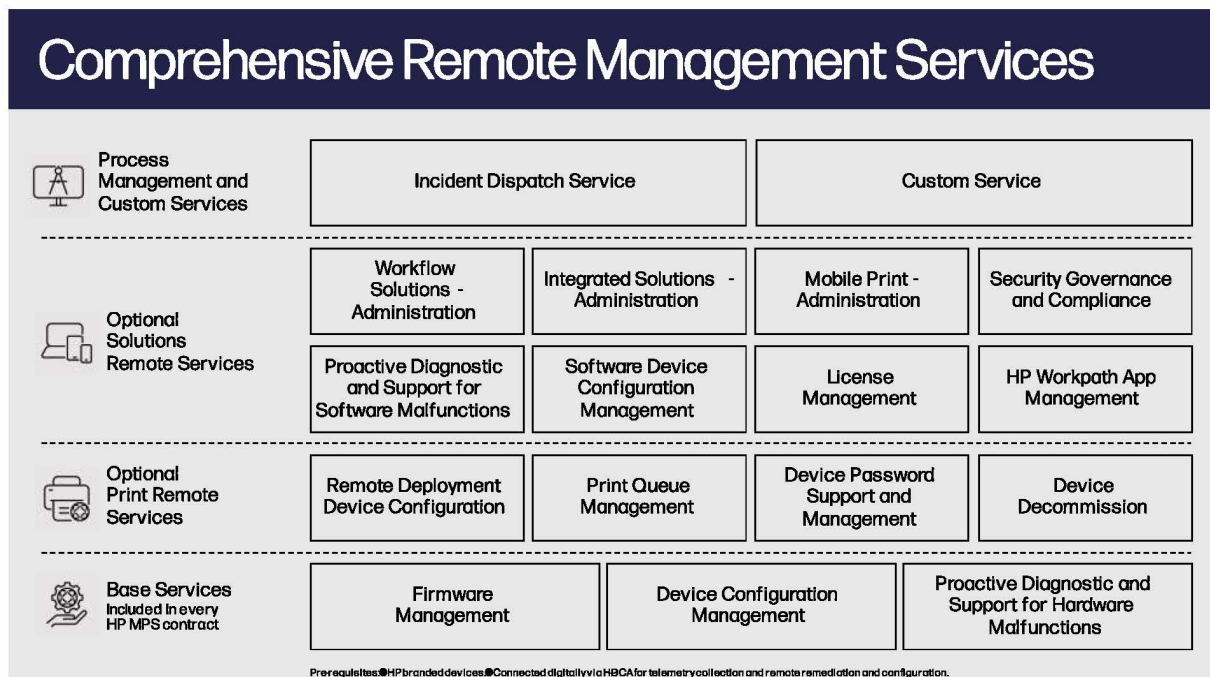 Comprehensive Remote Management Services
Process
Management and
Custom Services
Incident Dispatch Service
Custom Service
Optional
Solutions
Remote Services
Workflow
Solutions -
Administration
Integrated Solutions -
Administration
Mobile Print -
Administration
Security Governance
and Compliance
Proactive Diagnostic
and Support for
Software Malfunctions
Software Device
Configuration
Management
License
Management
HP Workpath App
Management
Optional
Print Remote
Services
Remote Deployment
Device Configuration
Print Queue
Management
Device Password
Support and
Management
Device
Decommission
Base Services
Included in every
HP MPS contract
Firmware
Management
Device Configuration
Management
Proactive Diagnostic and
Support for Hardware
Malfunctions
Prerequisites:●HP branded devices.●Connected digitally via for telemetry collection and remote remediation and configuration.